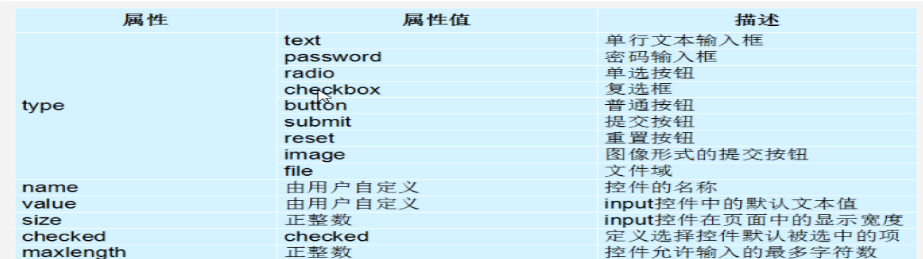 属性 属性值 描述
text 单行文本输入框
password 密码输入框
radio 单选按钮
checkbox 复选框
type button 普通按钮
submit 提交按钮
reset 重置按钮
image 图像形式的提交按钮
file 文件域
name 由用户自定义 控件的名称
value 由用户自定义 input控件中的默认文本值
size 正整数 input控件在页面中的显示宽度
checked checked 定义选择控件默认被选中的项
maxlength 正整数 控件允许输入的最多字符数